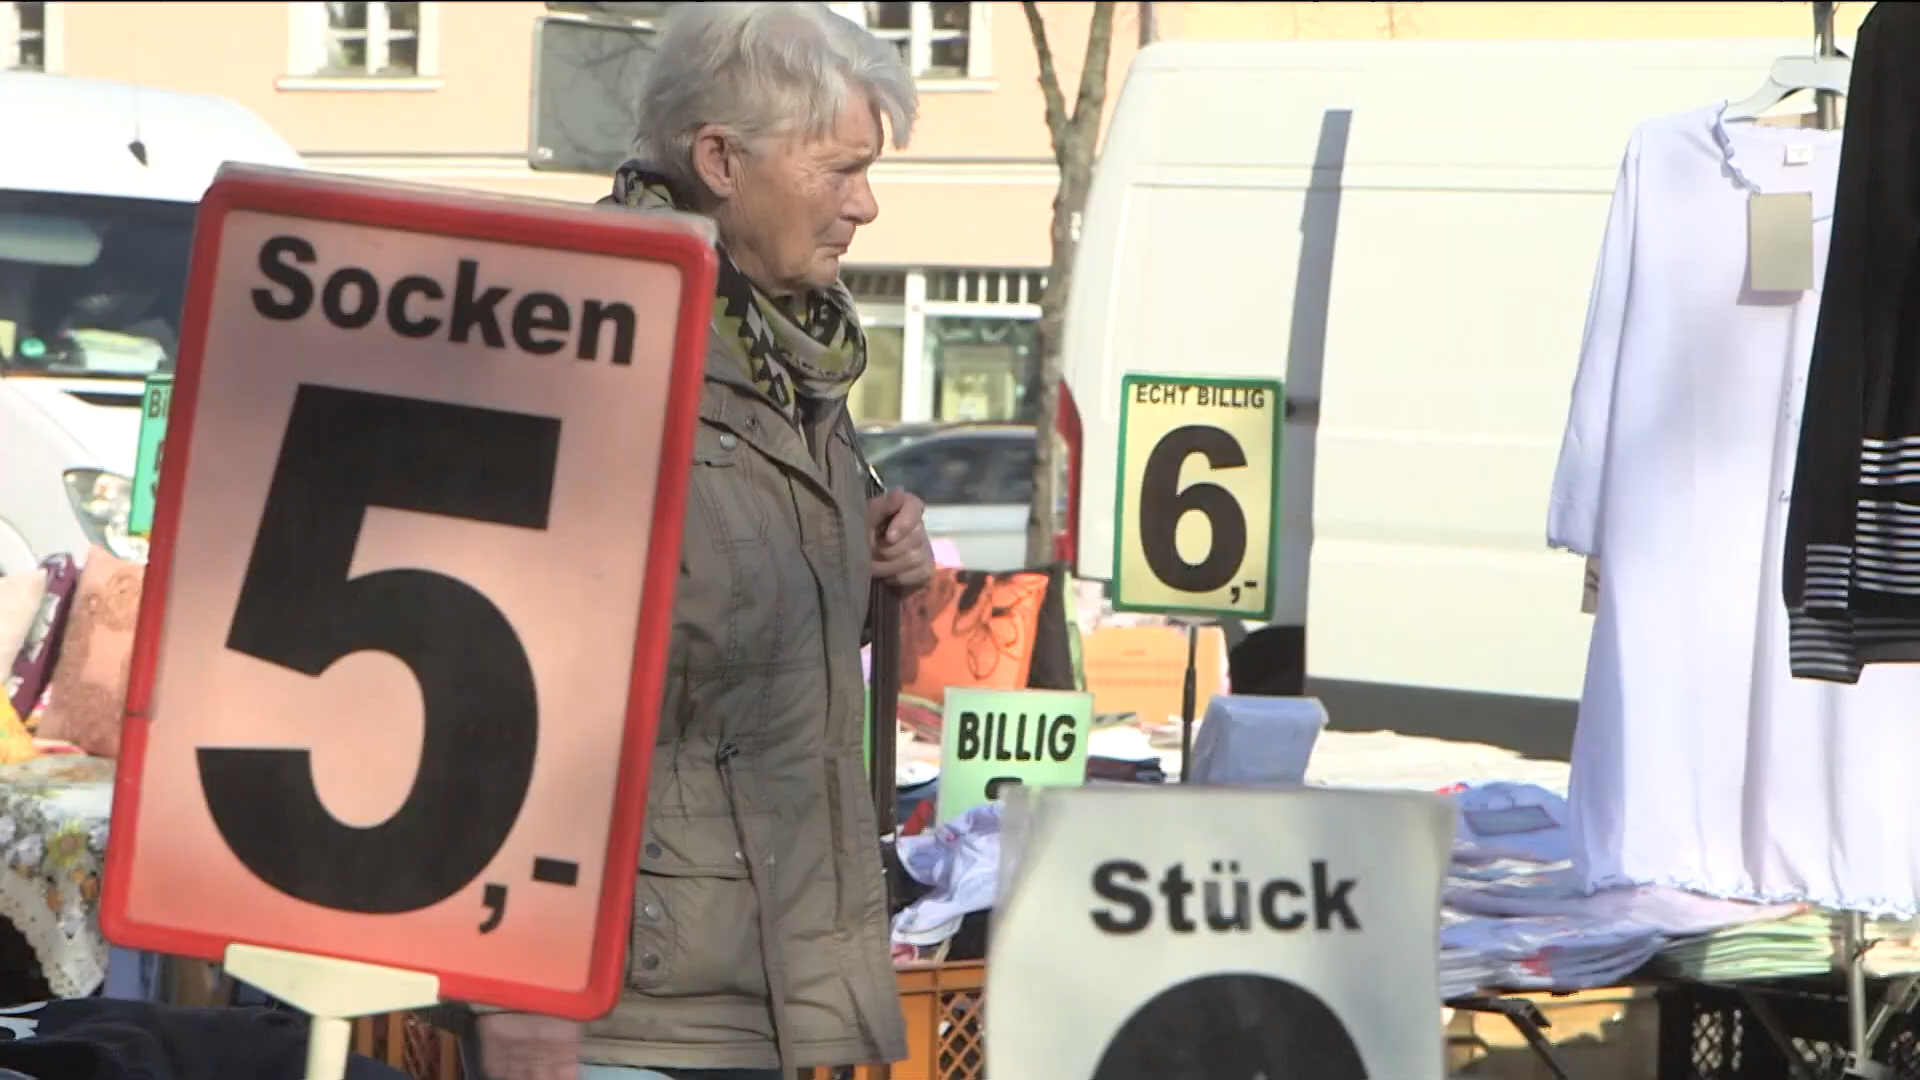 Socken
5,-
ECHT BILLIG
6,-
BILLIG
Stück